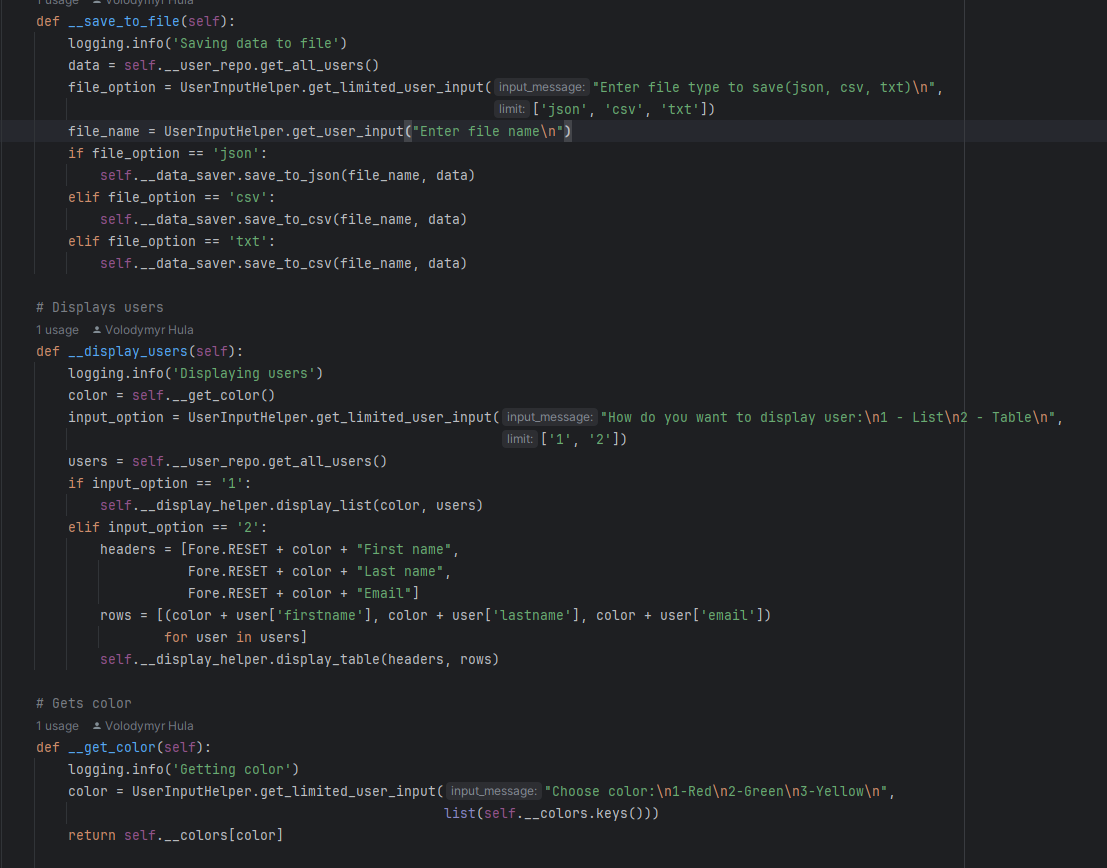 1 usage Volodymyr Hula
def __save_to_file(self):
logging.info('Saving data to file')
data = self.__user_repo.get_all_users()
file_option = UserInputHelper.get_limited_user_input( input_message: "Enter file type to save(json, csv, txt)\n",
limit: ['json', 'csv', 'txt'])
file_name = UserInputHelper.get_user_input("Enter file name\n")
if file_option == 'json':
self.__data_saver.save_to_json(file_name, data)
elif file_option == 'csv':
self.__data_saver.save_to_csv(file_name, data)
elif file_option == 'txt':
self.__data_saver.save_to_csv(file_name, data)
# Displays users
1 usage Volodymyr Hula
def __display_users(self):
logging.info('Displaying users')
color = self.__get_color()
input_option = UserInputHelper.get_limited_user_input( input_message: "How do you want to display user:\n1 - List\n2 - Table\n",
limit: ['1', '2'])
users = self.__user_repo.get_all_users()
if input_option == '1':
self.__display_helper.display_list(color, users)
elif input_option == '2':
headers = [Fore.RESET + color + "First name",
Fore.RESET + color + "Last name",
Fore.RESET + color + "Email"]
rows = [(color + user['firstname'], color + user['lastname'], color + user['email'])
for user in users]
self.__display_helper.display_table(headers, rows)
# Gets color
1 usage Volodymyr Hula
def __get_color(self):
logging.info('Getting color')
color = UserInputHelper.get_limited_user_input( input_message: "Choose color:\n1-Red\n2-Green\n3-Yellow\n",
list(self.__colors.keys()))
return self.__colors[color]